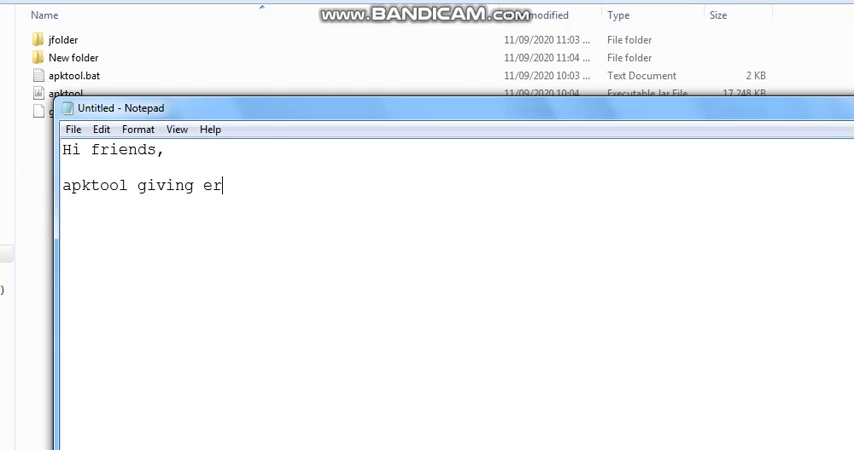 www.BANDICAM.com
Name modified Type Size
jfolder 11/09/2020 11:03 ... File folder
New folder 11/09/2020 11:04 ... File folder
apktool.bat 11/09/2020 10:03 ... Text Document 2 KB
apktool 11/09/2020 10:04 Executable Jar File 17,248 KB
Untitled - Notepad
File Edit Format View Help
Hi friends,
apktool giving er
)